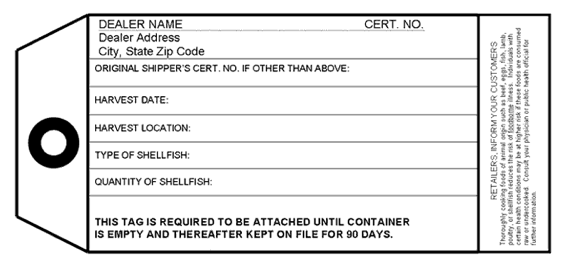 DEALER NAME CERT. NO.
Dealer Address
City, State Zip Code
ORIGINAL SHIPPER'S CERT. NO. IF OTHER THAN ABOVE:
HARVEST DATE:
HARVEST LOCATION:
TYPE OF SHELLFISH:
QUANTITY OF SHELLFISH:
THIS TAG IS REQUIRED TO BE ATTACHED UNTIL CONTAINER
IS EMPTY AND THEREAFTER KEPT ON FILE FOR 90 DAYS.
RETAILERS, INFORM YOUR CUSTOMERS
Thoroughly cooking foods of animal origin such as beef, eggs, fish, lamb,
poultry, or shellfish reduces the risk of foodborne illness. Individuals with
certain health conditions may be at higher risk if these foods are consumed
raw or undercooked. Consult your physician or public health official for
further information.